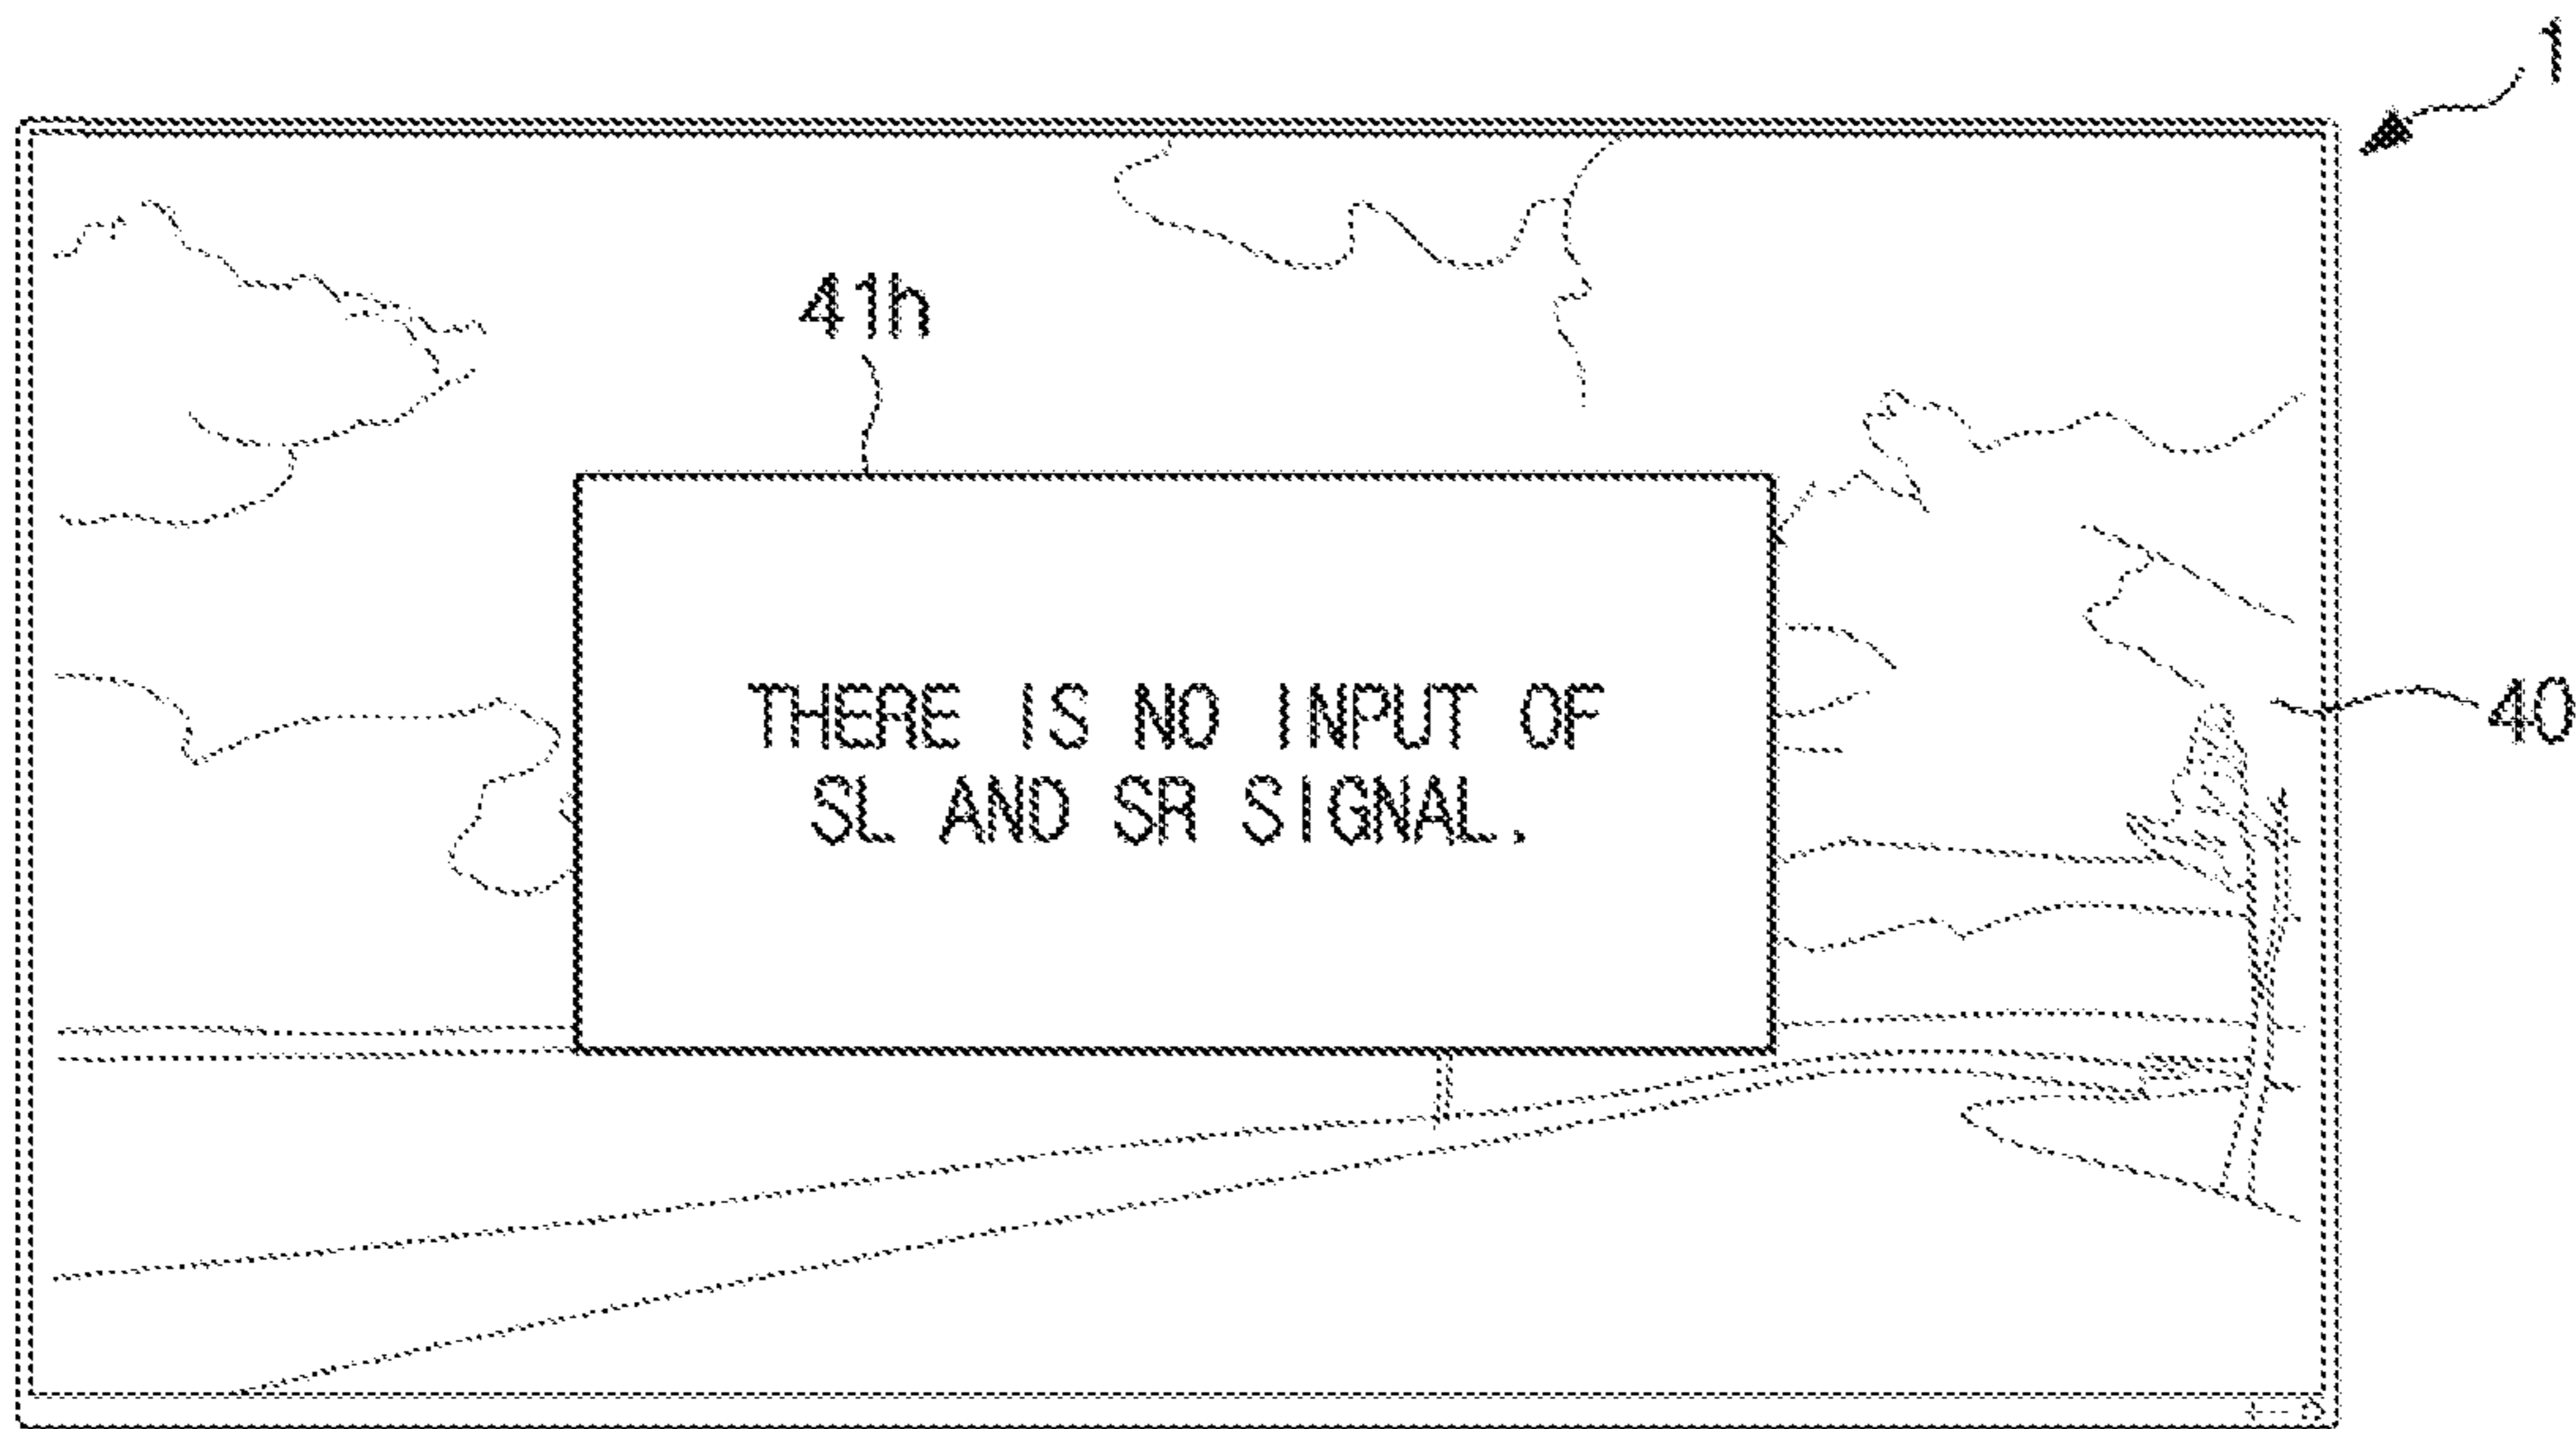 1
41h
THERE IS NO INPUT OF
SL AND SR SIGNAL.
40